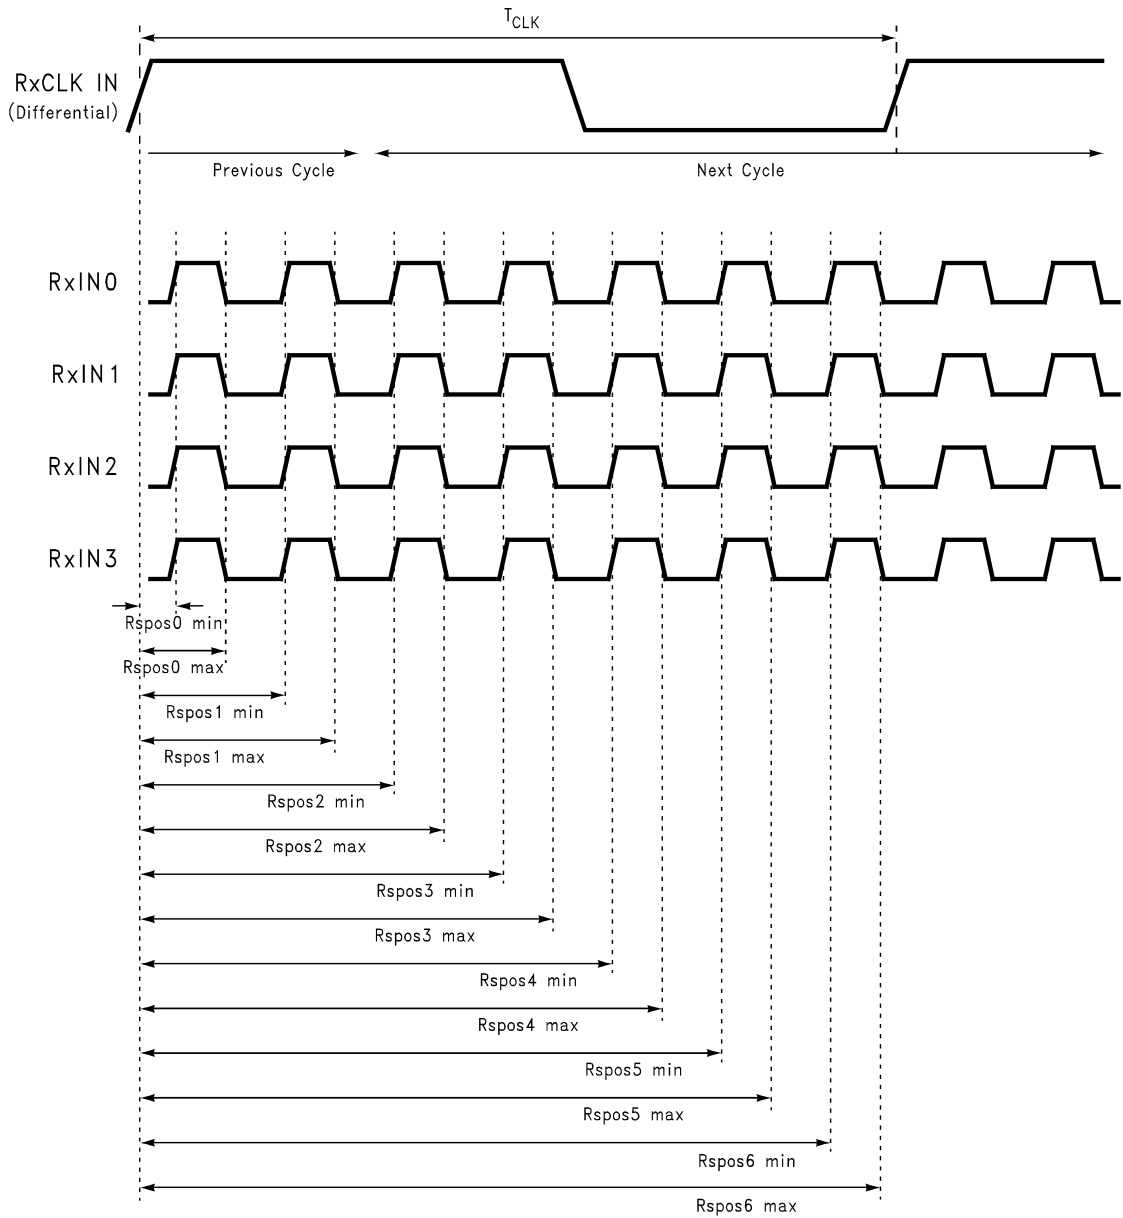 TCLK
RxCLK IN
(Differential)
Previous Cycle
Next Cycle
RxIN0
RxIN1
RxIN2
RxIN3
Rspos0 min
Rspos0 max
Rspos1 min
Rspos1 max
Rspos2 min
Rspos2 max
Rspos3 min
Rspos3 max
Rspos4 min
Rspos4 max
Rspos5 min
Rspos5 max
Rspos6 min
Rspos6 max